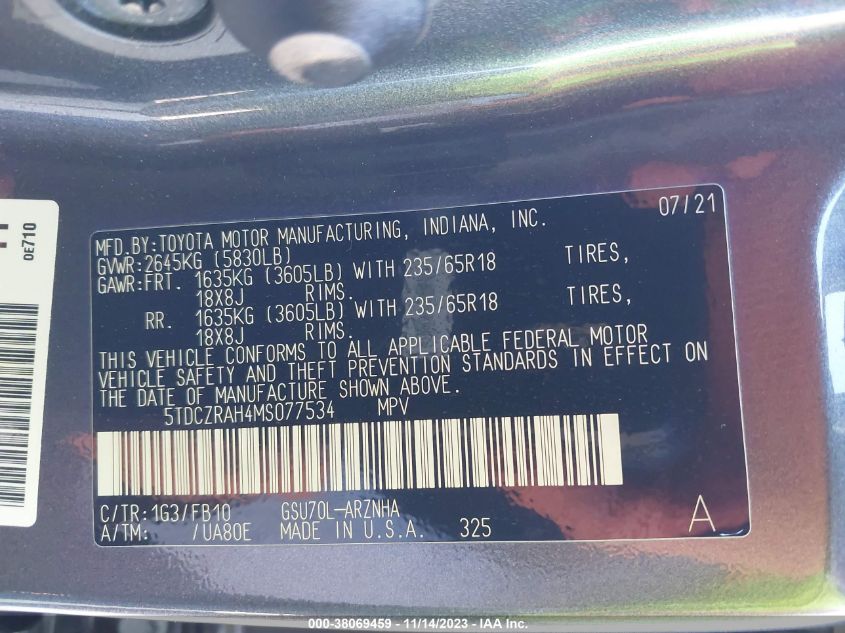 0E710
MFD.BY:TOYOTA MOTOR MANUFACTURING, INDIANA, INC. 07/21
GVWR:2645KG (5830LB)
GAWR:FRT. 1635KG (3605LB) WITH 235/65R18 TIRES,
18X8J RIMS.
RR. 1635KG (3605LB) WITH 235/65R18 TIRES,
18X8J RIMS.
THIS VEHICLE CONFORMS TO ALL APPLICABLE FEDERAL MOTOR
VEHICLE SAFETY AND THEFT PREVENTION STANDARDS IN EFFECT ON
THE DATE OF MANUFACTURE SHOWN ABOVE.
5TDCZRAH4MS077534 MPV
C/TR:1G3/FB10 GSU70L-ARZNHA
A/TM: /UA80E MADE IN U.S.A. 325 A
000-38069459 - 11/14/2023 - IAA Inc.